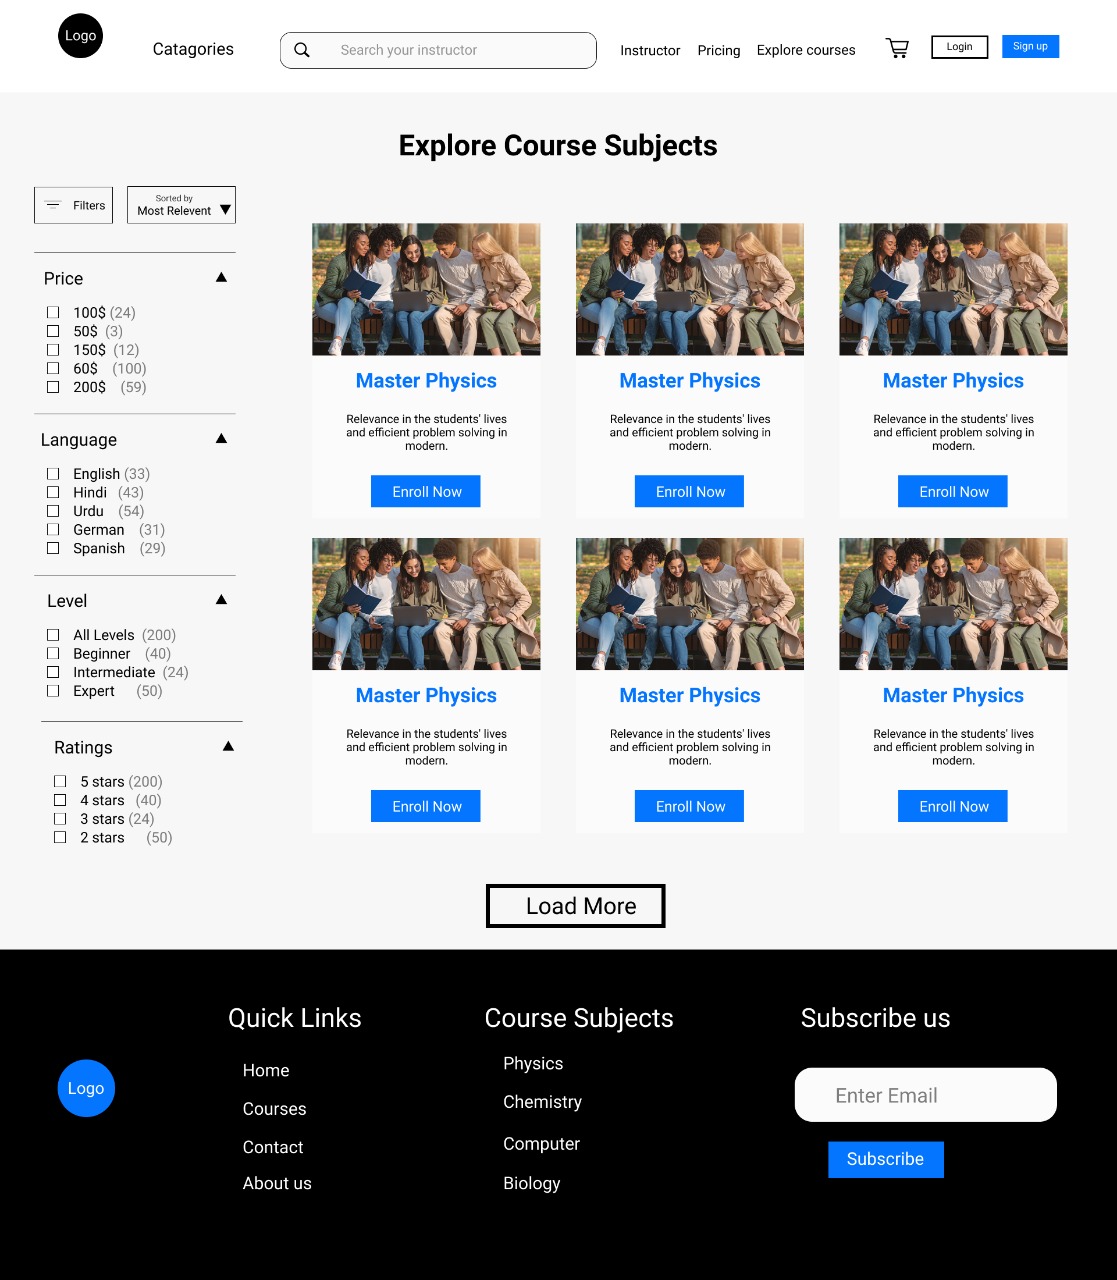 Logo
Catagories
Search your instructor
Instructor
Pricing
Explore courses
Login
Sign up
Explore Course Subjects
Filters
Sorted by
Most Relevent
Price
100$ (24)
50$ (3)
150$ (12)
60$ (100)
200$ (59)
Language
English (33)
Hindi (43)
Urdu (54)
German (31)
Spanish (29)
Level
All Levels (200)
Beginner (40)
Intermediate (24)
Expert (50)
Ratings
5 stars (200)
4 stars (40)
3 stars (24)
2 stars (50)
Master Physics
Relevance in the students' lives
and efficient problem solving in
modern.
Enroll Now
Master Physics
Relevance in the students' lives
and efficient problem solving in
modern.
Enroll Now
Master Physics
Relevance in the students' lives
and efficient problem solving in
modern.
Enroll Now
Master Physics
Relevance in the students' lives
and efficient problem solving in
modern.
Enroll Now
Master Physics
Relevance in the students' lives
and efficient problem solving in
modern.
Enroll Now
Master Physics
Relevance in the students' lives
and efficient problem solving in
modern.
Enroll Now
Load More
Logo
Quick Links
Home
Courses
Contact
About us
Course Subjects
Physics
Chemistry
Computer
Biology
Subscribe us
Enter Email
Subscribe